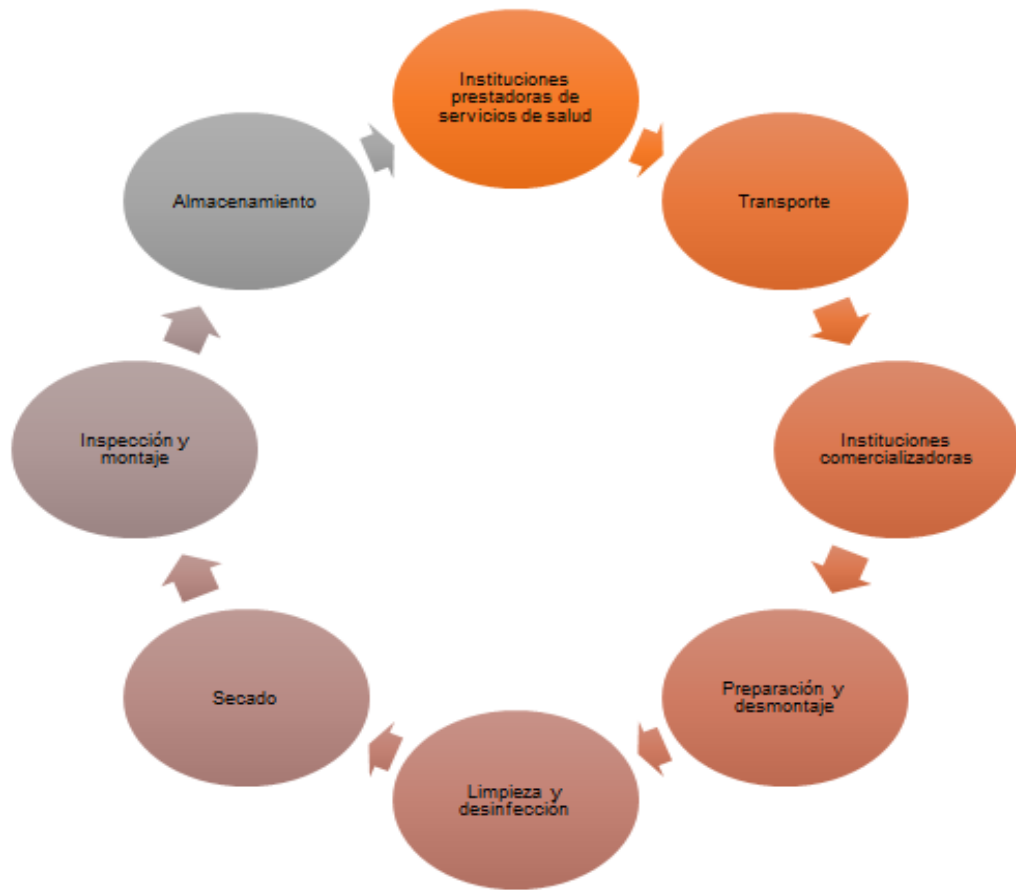 Instituciones
prestadoras de
servicios de salud
Transporte
Instituciones
comercializadoras
Preparación y
desmontaje
Limpieza y
desinfección
Secado
Inspección y
montaje
Almacenamiento